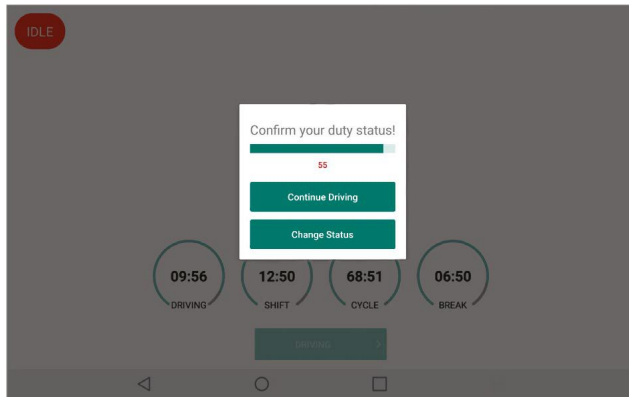 IDLE
Confirm your duty status!
55
Continue Driving
Change Status
09:56
DRIVING
12:50
SHIFT
68:51
CYCLE
06:50
BREAK
DRIVING